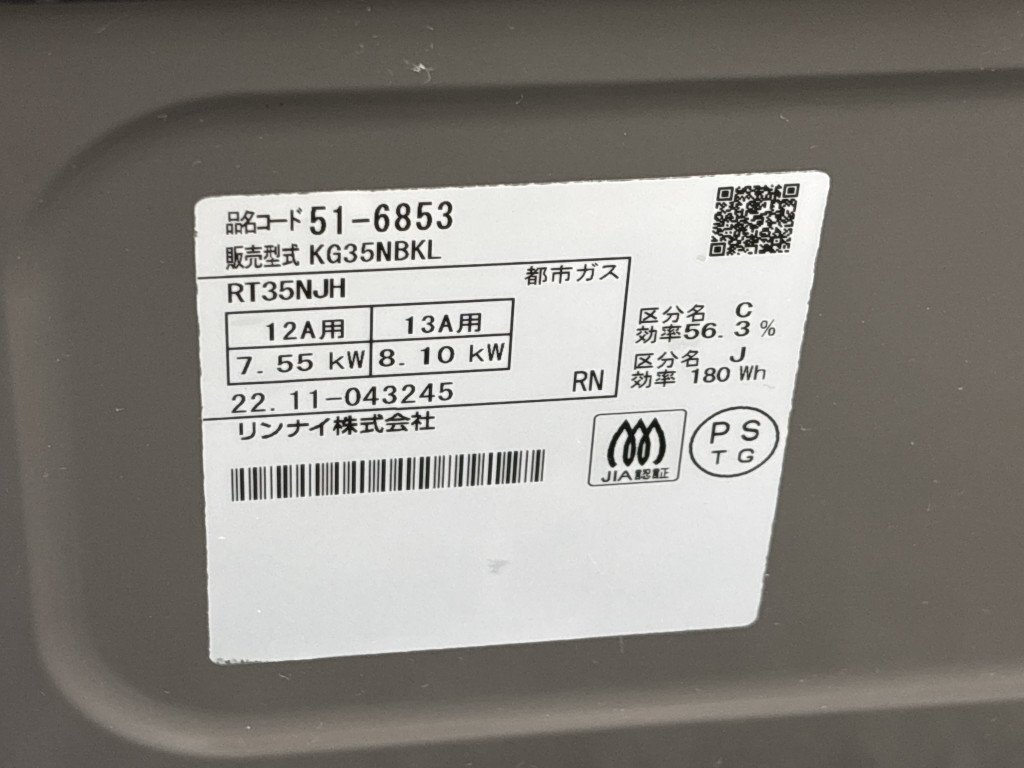 品名コード 51-6853
販売型式 KG35NBKL
RT35NJH
都市ガス
12A用 13A用
7.55 kW 8.10 kW
22.11-043245
RN
リンナイ株式会社
区分名 C
効率56.3%
区分名 J
効率 180 Wh
JIA認証
PS
TG